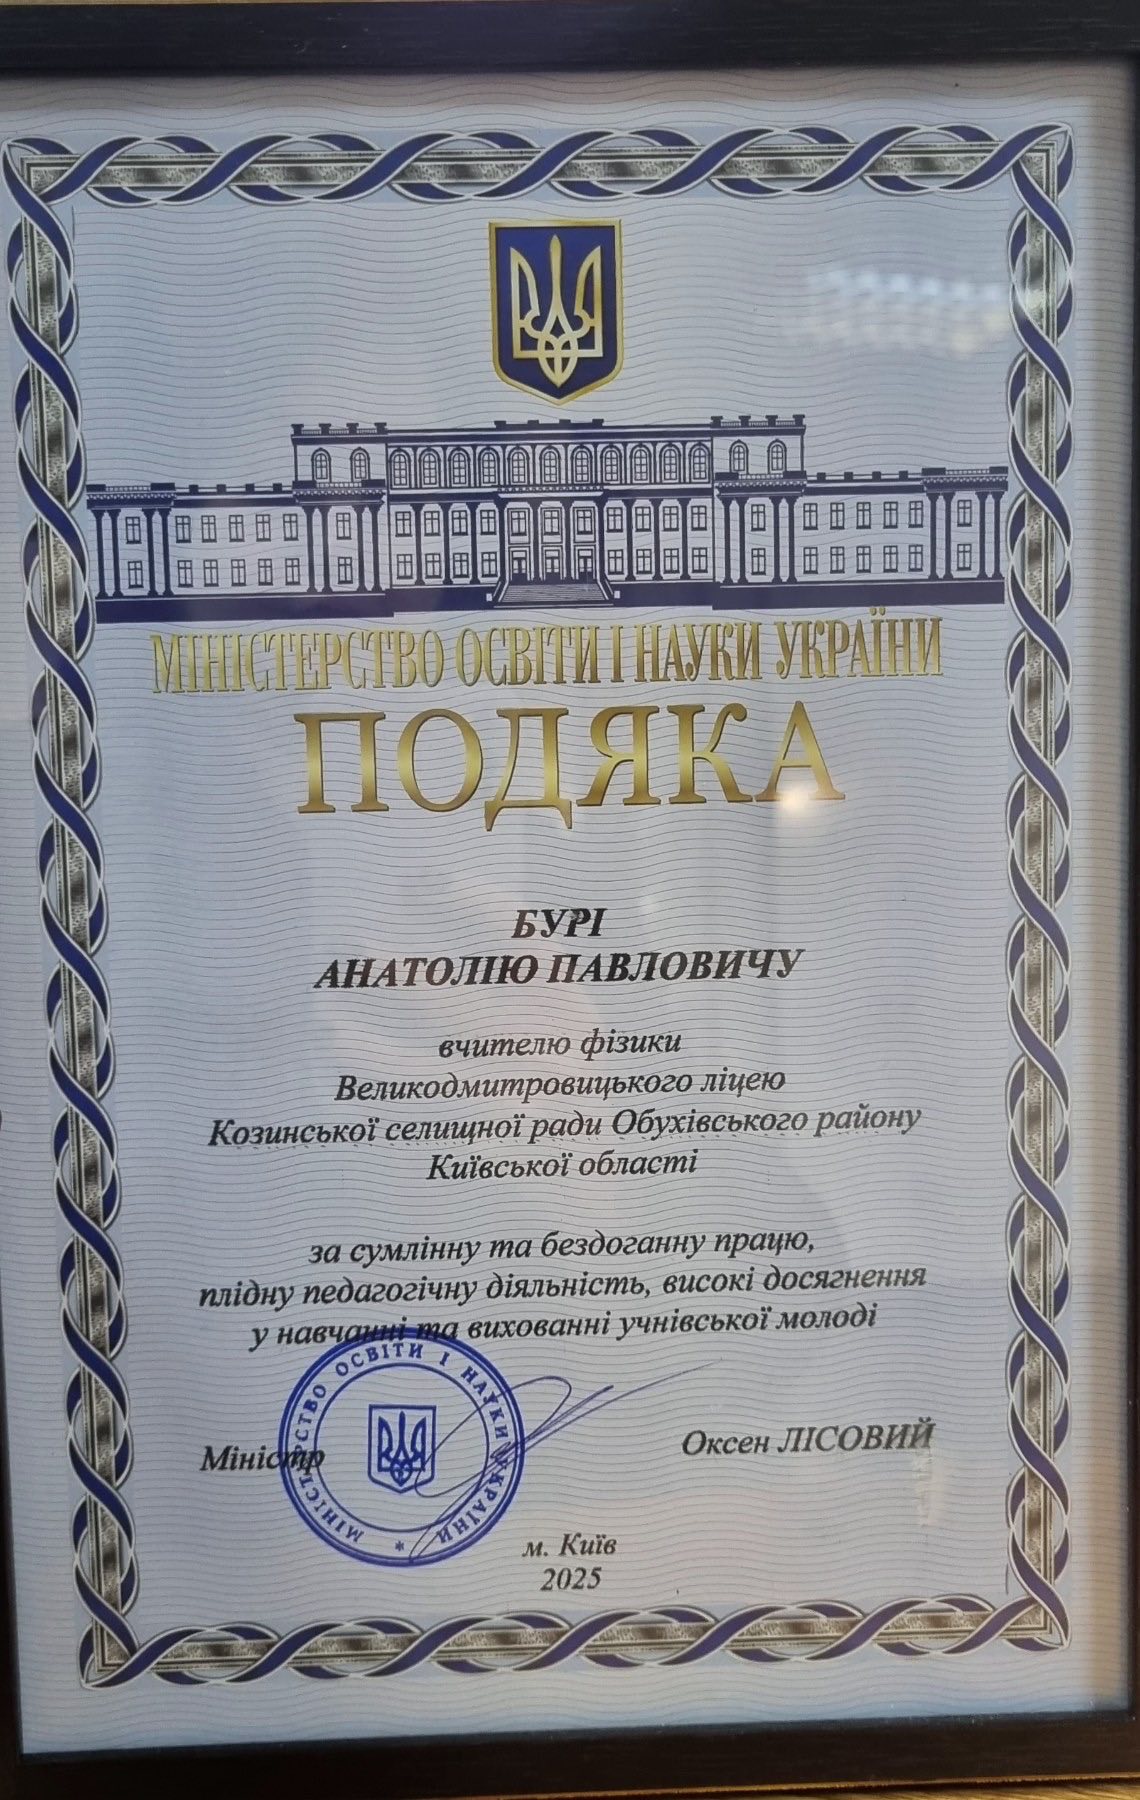 МІНІСТЕРСТВО ОСВІТИ І НАУКИ УКРАЇНИ
ПОДЯКА
БУРІ
АНАТОЛІЮ ПАВЛОВИЧУ
вчителю фізики
Великодмитровицького ліцею
Козинської селищної ради Обухівського району
Київської області
за сумлінну та бездоганну працю,
плідну педагогічну діяльність, високі досягнення
у навчанні та вихованні учнівської молоді
Міністр
Оксен ЛІСОВИЙ
МІНІСТЕРСТВО ОСВІТИ І НАУКИ УКРАЇНИ *
м. Київ
2025